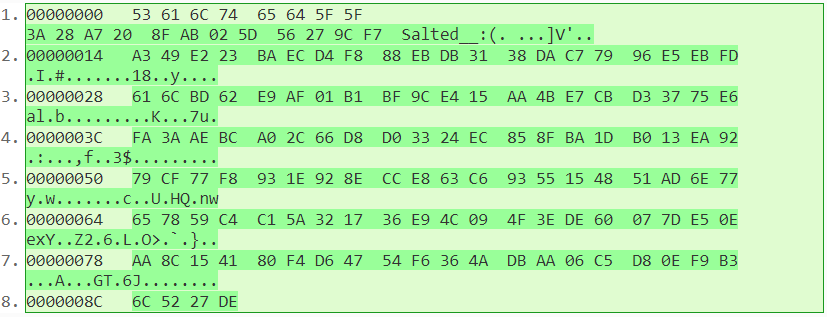 1. 00000000 53 61 6C 74 65 64 5F 5F
3A 28 A7 20 8F AB 02 5D 56 27 9C F7 Salted__:(. ...]V'..
2. 00000014 A3 49 E2 23 BA EC D4 F8 88 EB DB 31 38 DA C7 79 96 E5 EB FD
.I.#.......18..y....
3. 00000028 61 6C BD 62 E9 AF 01 B1 BF 9C E4 15 AA 4B E7 CB D3 37 75 E6
al.b.........K...7u.
4. 0000003C FA 3A AE BC A0 2C 66 D8 D0 33 24 EC 85 8F BA 1D B0 13 EA 92
.:...,f..3$.........
5. 00000050 79 CF 77 F8 93 1E 92 8E CC E8 63 C6 93 55 15 48 51 AD 6E 77
y.w.......c..U.HQ.nw
6. 00000064 65 78 59 C4 C1 5A 32 17 36 E9 4C 09 4F 3E DE 60 07 7D E5 0E
exY..Z2.6.L.O>.`.}..
7. 00000078 AA 8C 15 41 80 F4 D6 47 54 F6 36 4A DB AA 06 C5 D8 0E F9 B3
...A...GT.6J........
8. 0000008C 6C 52 27 DE